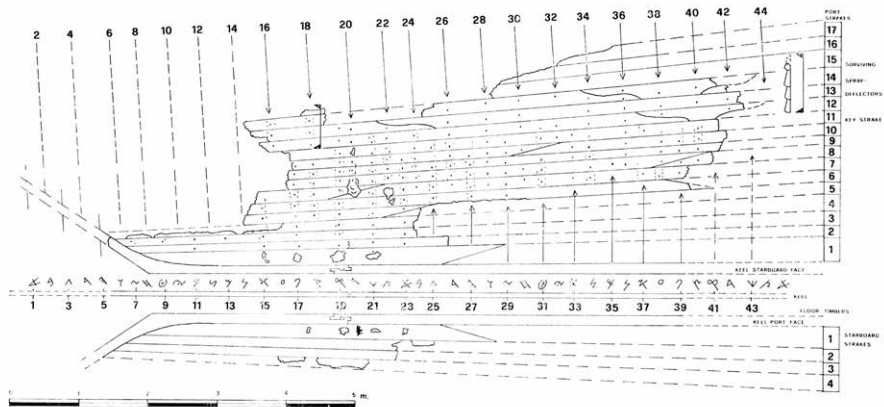 2 4 6 8 10 12 14 16 18 20 22 24 26 28 30 32 34 36 38 40 42 44
PORT
STRAKES
17
16
15
SURVIVING
14
SPRAY-
13
DEFLECTORS
12
11
KEY STRAKE
10
9
8
7
6
5
4
3
2
1
KEEL STARBOARD FACE
KEEL
1 3 5 7 9 11 13 15 17 19 21 23 25 27 29 31 33 35 37 39 41 43
FLOOR TIMBERS
KEEL PORT FACE
1
STARBOARD
STRAKES
2
3
4
0 1 2 3 4 5 m.